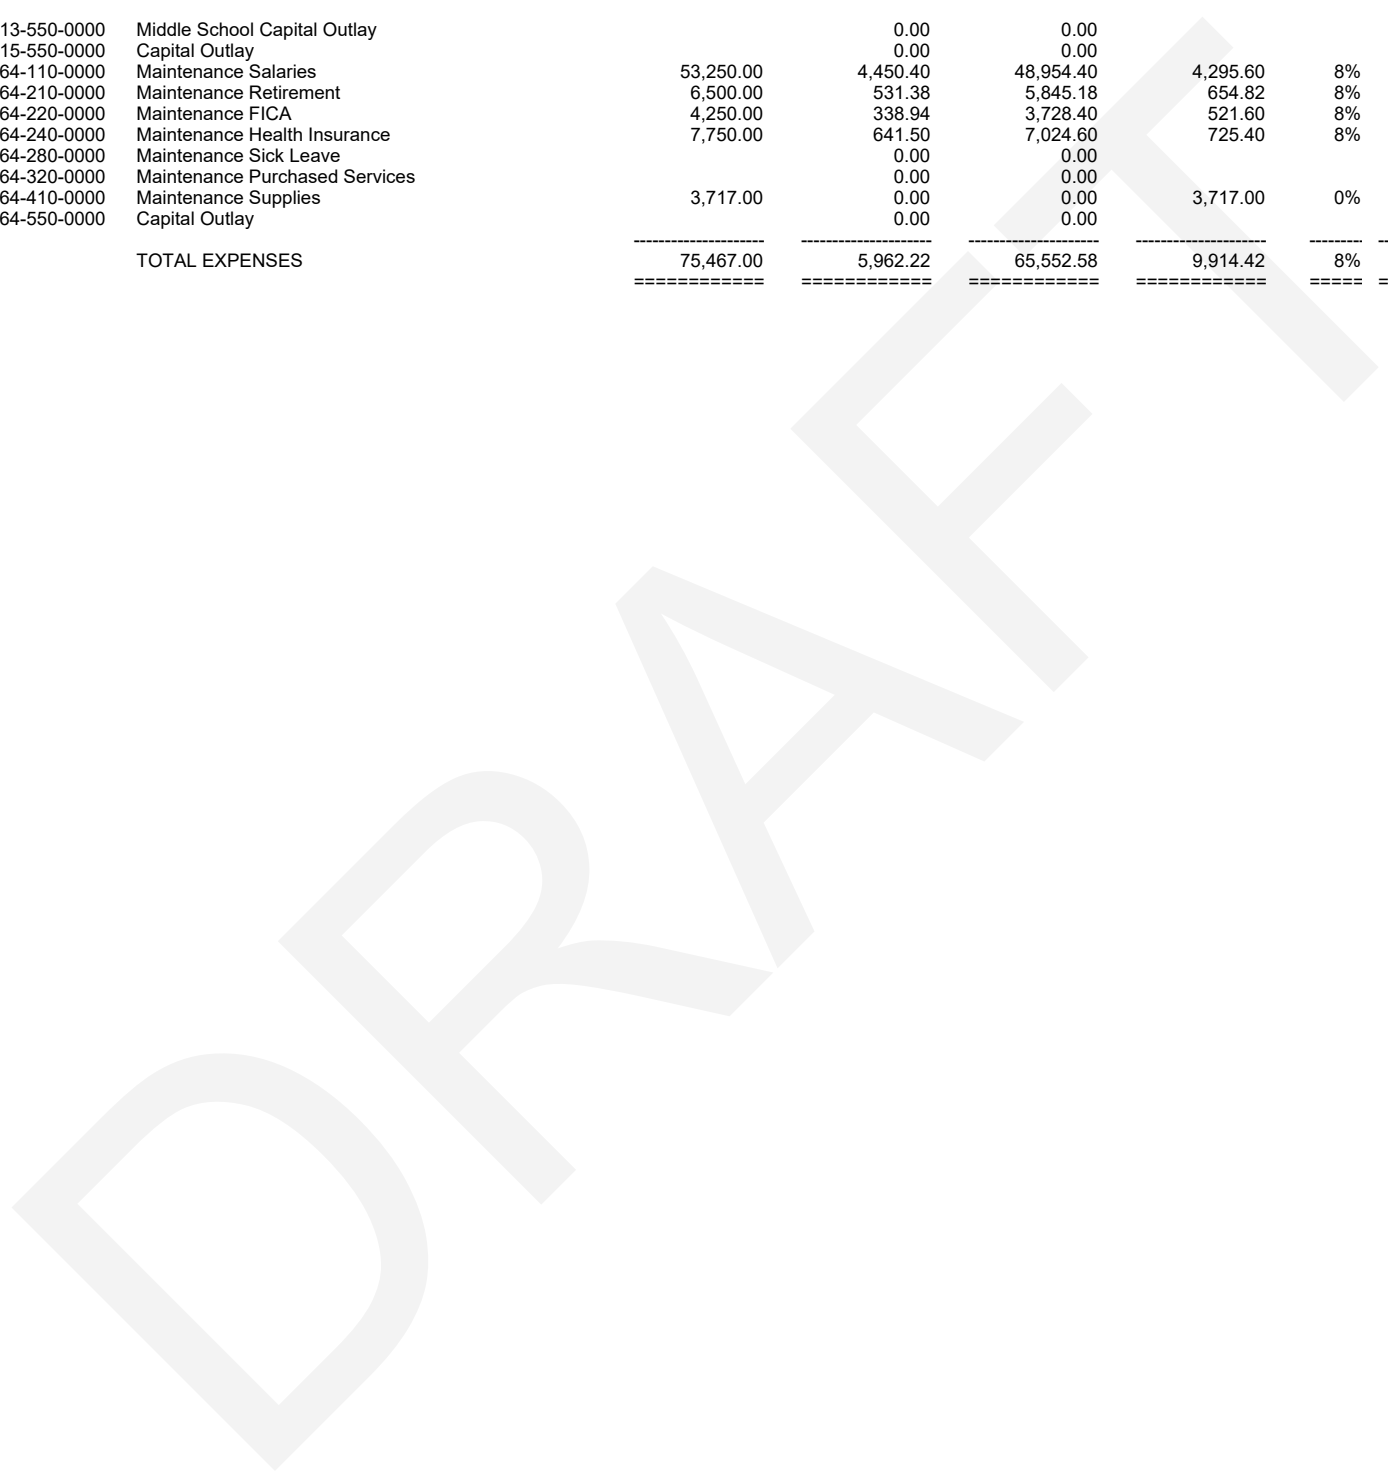 13-550-0000 Middle School Capital Outlay 0.00 0.00
15-550-0000 Capital Outlay 0.00 0.00
64-110-0000 Maintenance Salaries 53,250.00 4,450.40 48,954.40 4,295.60 8%
64-210-0000 Maintenance Retirement 6,500.00 531.38 5,845.18 654.82 8%
64-220-0000 Maintenance FICA 4,250.00 338.94 3,728.40 521.60 8%
64-240-0000 Maintenance Health Insurance 7,750.00 641.50 7,024.60 725.40 8%
64-280-0000 Maintenance Sick Leave 0.00 0.00
64-320-0000 Maintenance Purchased Services 0.00 0.00
64-410-0000 Maintenance Supplies 3,717.00 0.00 0.00 3,717.00 0%
64-550-0000 Capital Outlay 0.00 0.00
TOTAL EXPENSES 75,467.00 5,962.22 65,552.58 9,914.42 8%
DRAFT